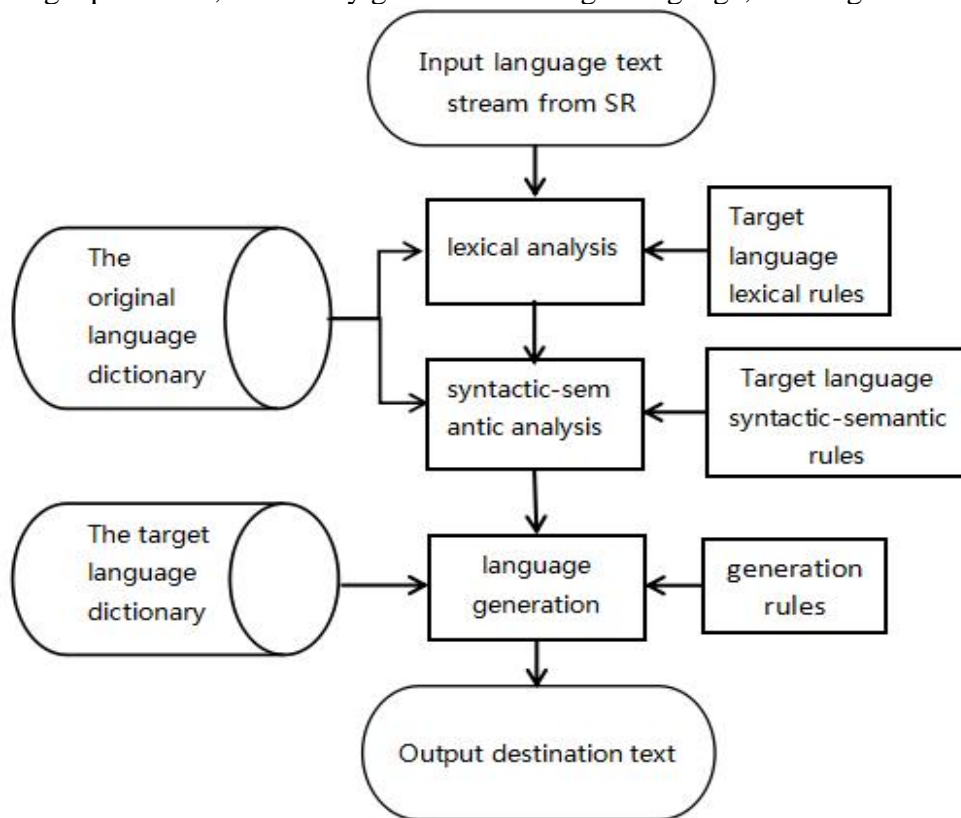 Input language text
stream from SR
The
original
language
dictionary
lexical analysis
Target
language
lexical rules
syntactic-sem
antic analysis
Target language
syntactic-semantic
rules
The target
language
dictionary
language
generation
generation
rules
Output destination text